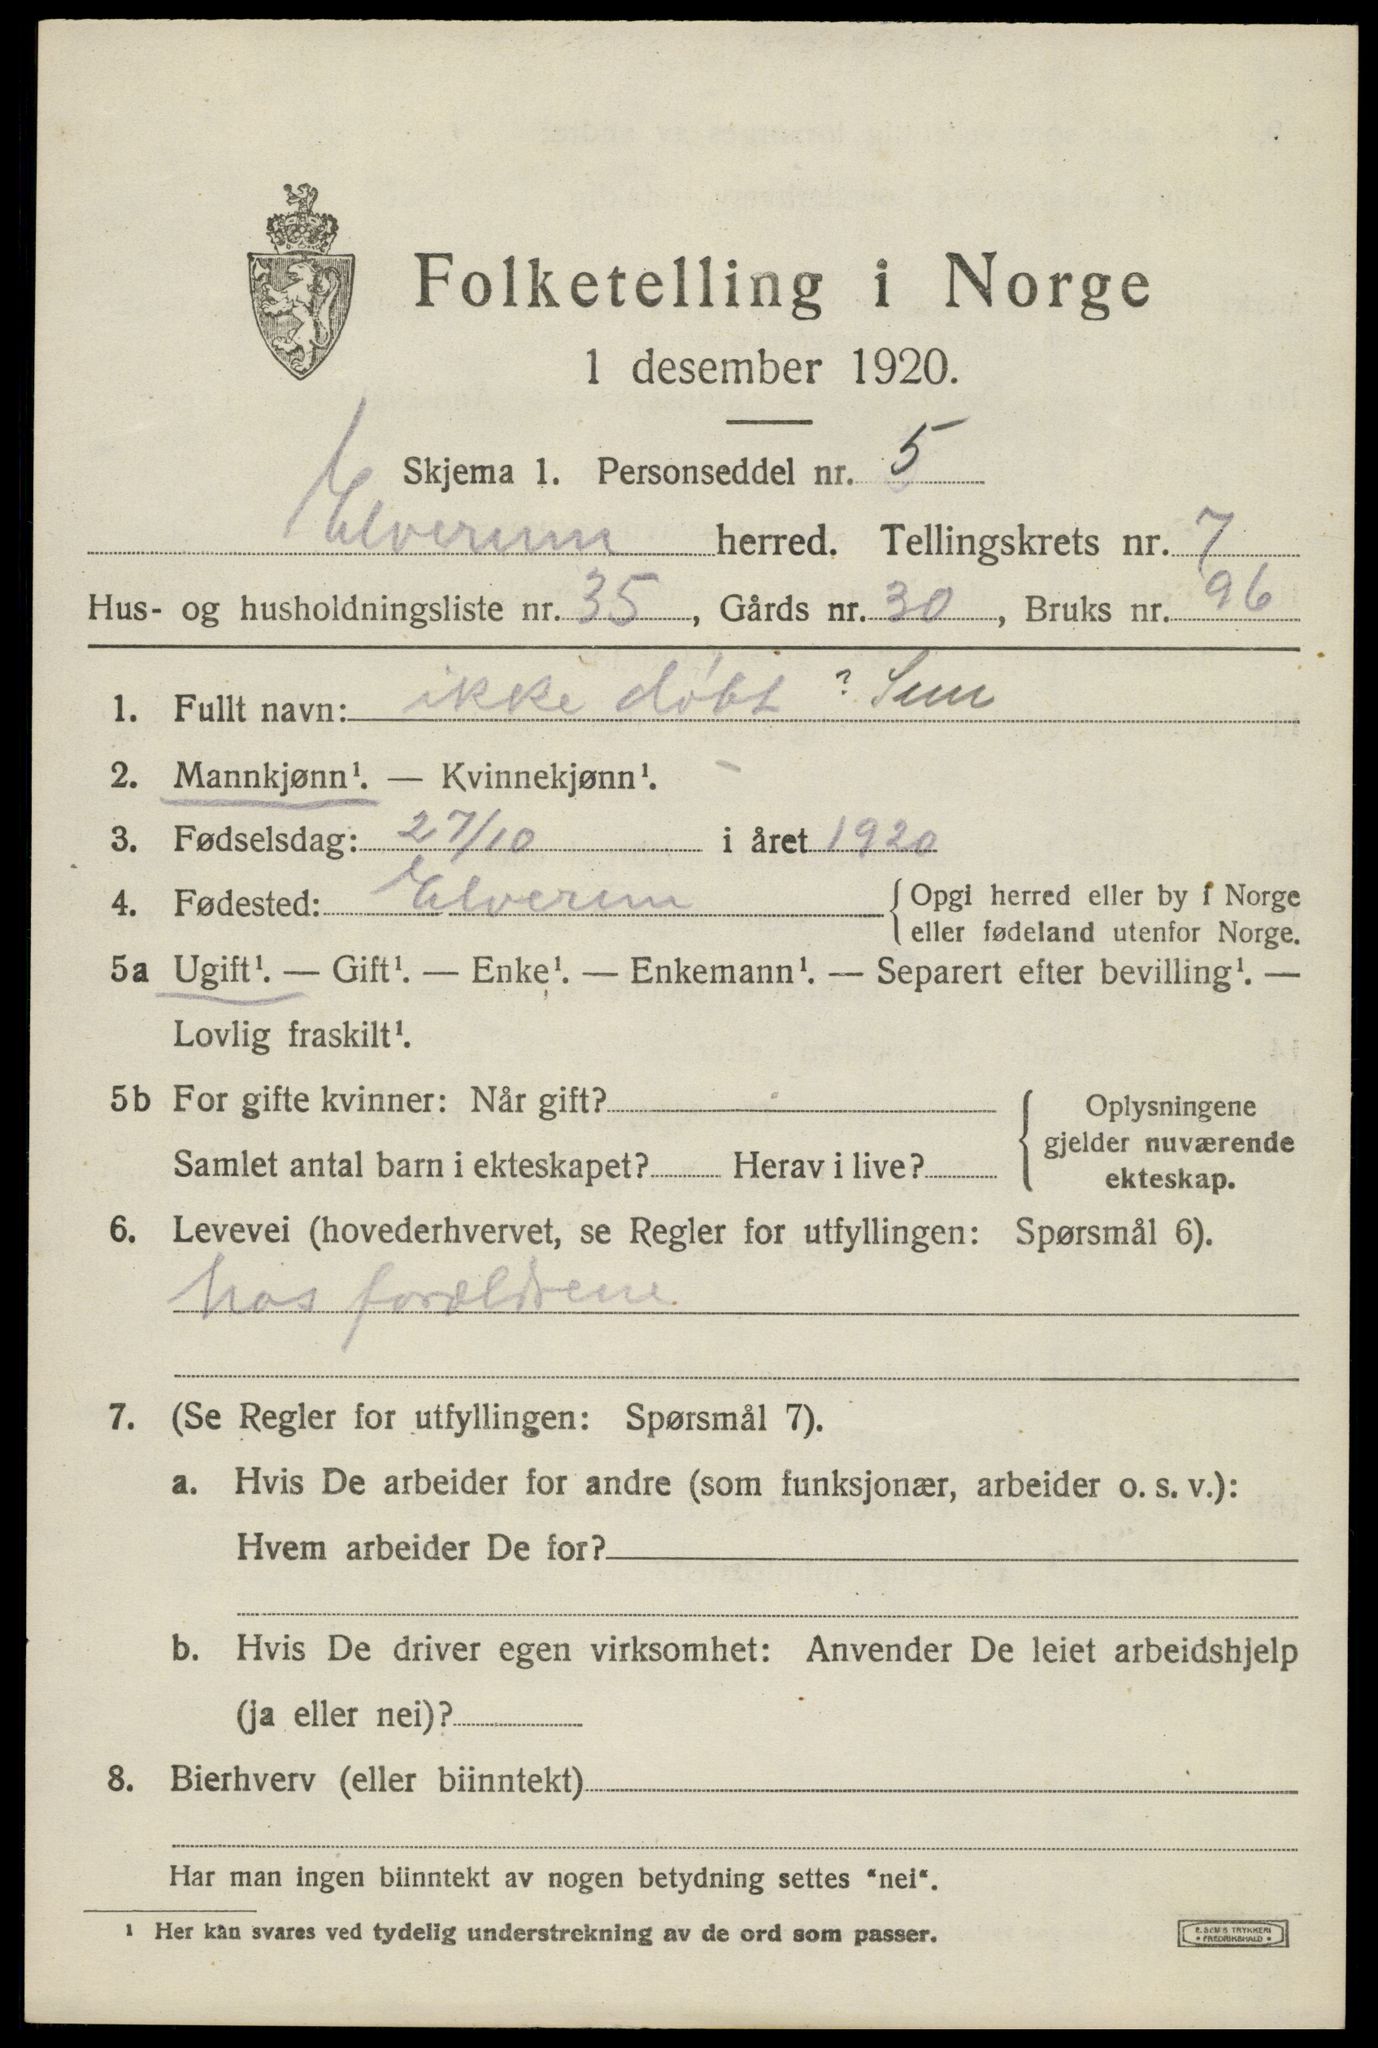 Folketelling i Norge
1 desember 1920.
Skjema 1. Personseddel nr. 5
Elverum herred. Tellingskrets nr. 7
Hus- og husholdningsliste nr. 35, Gårds nr. 30, Bruks nr. 96
1. Fullt navn: ikke døbt ?
2. Mannkjønn¹. — Kvinnekjønn¹.
3. Fødselsdag: 27/10 i året 1920
4. Fødested: Elverum { Opgi herred eller by i Norge
eller fødeland utenfor Norge.
5a Ugift¹. — Gift¹. — Enke¹. — Enkemann¹. — Separert efter bevilling¹. —
Lovlig fraskilt¹.
5b For gifte kvinner: Når gift? { Oplysningene
gjelder nuværende
Samlet antal barn i ekteskapet? Herav i live?
ekteskap.
6. Levevei (hovederhvervet, se Regler for utfyllingen: Spørsmål 6).
hos forældrene
7. (Se Regler for utfyllingen: Spørsmål 7).
a. Hvis De arbeider for andre (som funksjonær, arbeider o. s. v.):
Hvem arbeider De for?
b. Hvis De driver egen virksomhet: Anvender De leiet arbeidshjelp
(ja eller nei)?
8. Bierhverv (eller biinntekt)
Har man ingen biinntekt av nogen betydning settes "nei".
¹ Her kan svares ved tydelig understrekning av de ord som passer.
E. SEM'S TRYKKERI
• FREDRIKSHALD •